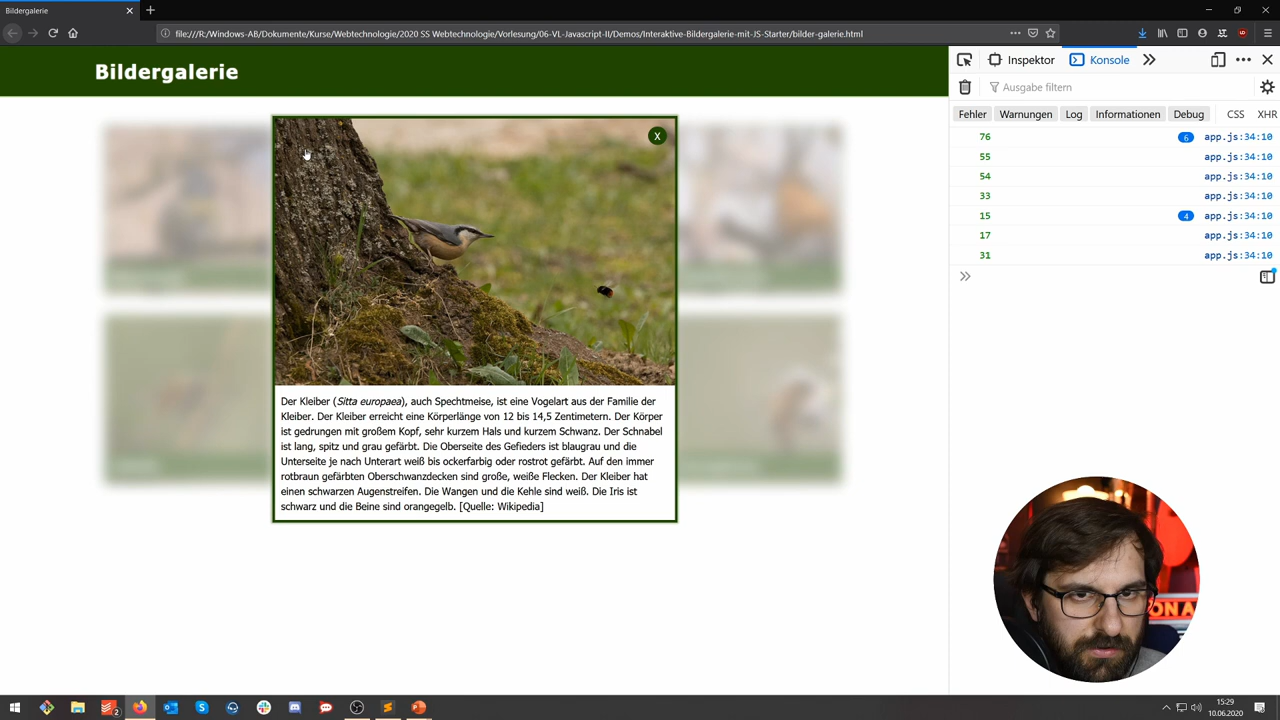 Bildergalerie
file:///R:/Windows-AB/Dokumente/Kurse/Webtechnologie/2020 SS Webtechnologie/Vorlesung/06-VL-Javascript-II/Demos/Interaktive-Bildergalerie-mit-JS-Starter/bilder-galerie.html
Bildergalerie
X
Der Kleiber (Sitta europaea), auch Spechtmeise, ist eine Vogelart aus der Familie der
Kleiber. Der Kleiber erreicht eine Körperlänge von 12 bis 14,5 Zentimetern. Der Körper
ist gedrungen mit großem Kopf, sehr kurzem Hals und kurzem Schwanz. Der Schnabel
ist lang, spitz und grau gefärbt. Die Oberseite des Gefieders ist blaugrau und die
Unterseite je nach Unterart weiß bis ockerfarbig oder rostrot gefärbt. Auf den immer
rotbraun gefärbten Oberschwanzdecken sind große, weiße Flecken. Der Kleiber hat
einen schwarzen Augenstreifen. Die Wangen und die Kehle sind weiß. Die Iris ist
schwarz und die Beine sind orangegelb. [Quelle: Wikipedia]
Inspektor Konsole
Ausgabe filtern
Fehler Warnungen Log Informationen Debug CSS XHR
76 6 app.js:34:10
55 app.js:34:10
54 app.js:34:10
33 app.js:34:10
15 4 app.js:34:10
17 app.js:34:10
31 app.js:34:10
ON A
2
15:29
10.06.2020